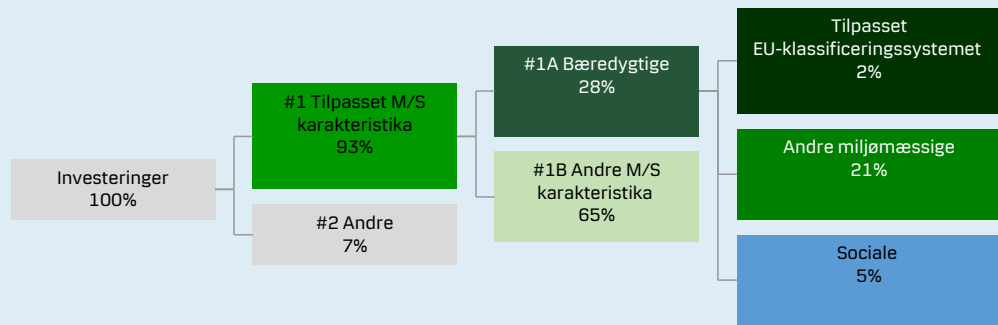 Investeringer
100%
#1 Tilpasset M/S
karakteristika
93%
#2 Andre
7%
#1A Bæredygtige
28%
#1B Andre M/S
karakteristika
65%
Tilpasset
EU-klassificeringssystemet
2%
Andre miljømæssige
21%
Sociale
5%